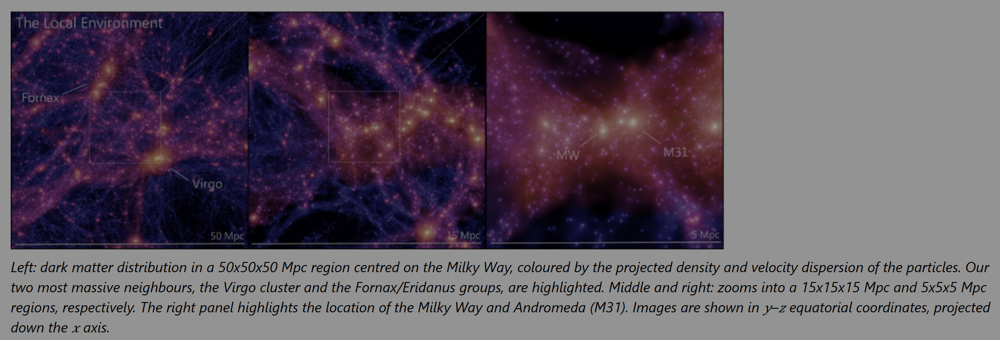 The Local Environment
Fornax
Virgo
50 Mpc
15 Mpc
MW
M31
5 Mpc
Left: dark matter distribution in a 50x50x50 Mpc region centred on the Milky Way, coloured by the projected density and velocity dispersion of the particles. Our
two most massive neighbours, the Virgo cluster and the Fornax/Eridanus groups, are highlighted. Middle and right: zooms into a 15x15x15 Mpc and 5x5x5 Mpc
regions, respectively. The right panel highlights the location of the Milky Way and Andromeda (M31). Images are shown in y–z equatorial coordinates, projected
down the x axis.